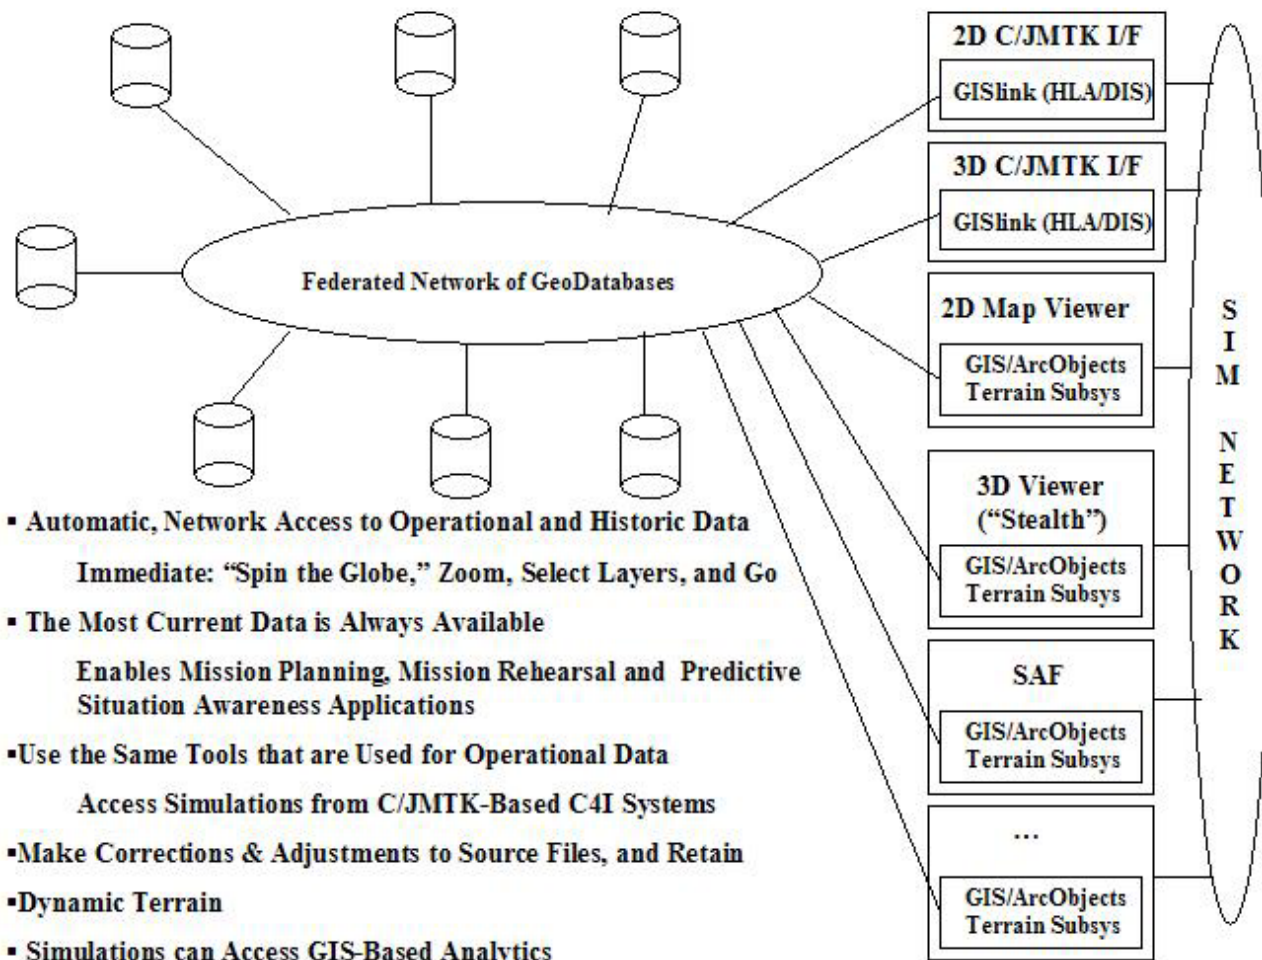 2D C/JMTK I/F
GISlink (HLA/DIS)
3D C/JMTK I/F
GISlink (HLA/DIS)
Federated Network of GeoDatabases
2D Map Viewer
GIS/ArcObjects
Terrain Subsys
3D Viewer
(“Stealth”)
GIS/ArcObjects
Terrain Subsys
SAF
GIS/ArcObjects
Terrain Subsys
...
GIS/ArcObjects
Terrain Subsys
SIM NETWORK
▪ Automatic, Network Access to Operational and Historic Data
Immediate: “Spin the Globe,” Zoom, Select Layers, and Go
▪ The Most Current Data is Always Available
Enables Mission Planning, Mission Rehearsal and Predictive
Situation Awareness Applications
▪Use the Same Tools that are Used for Operational Data
Access Simulations from C/JMTK-Based C4I Systems
▪Make Corrections & Adjustments to Source Files, and Retain
▪Dynamic Terrain
▪ Simulations can Access GIS-Based Analytics